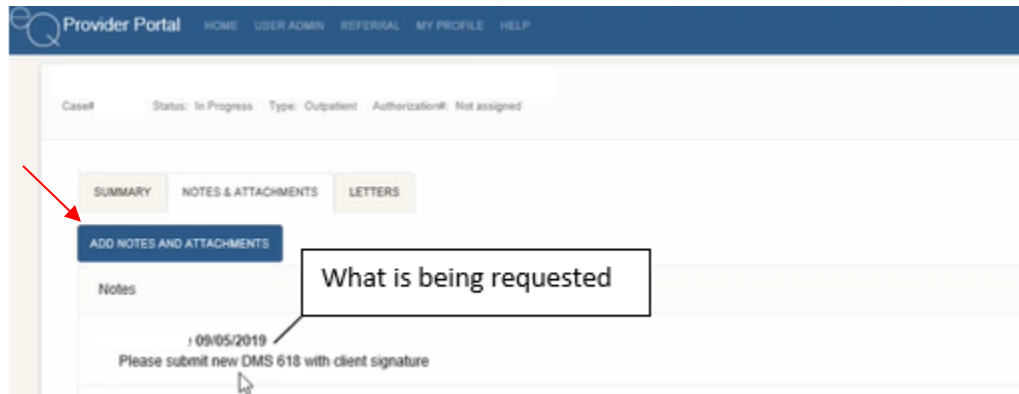 eQ Provider Portal HOME USER ADMIN REFERRAL MY PROFILE HELP
Case# Status: In Progress Type: Outpatient Authorization#: Not assigned
SUMMARY NOTES & ATTACHMENTS LETTERS
ADD NOTES AND ATTACHMENTS
What is being requested
Notes
09/05/2019
Please submit new DMS 618 with client signature